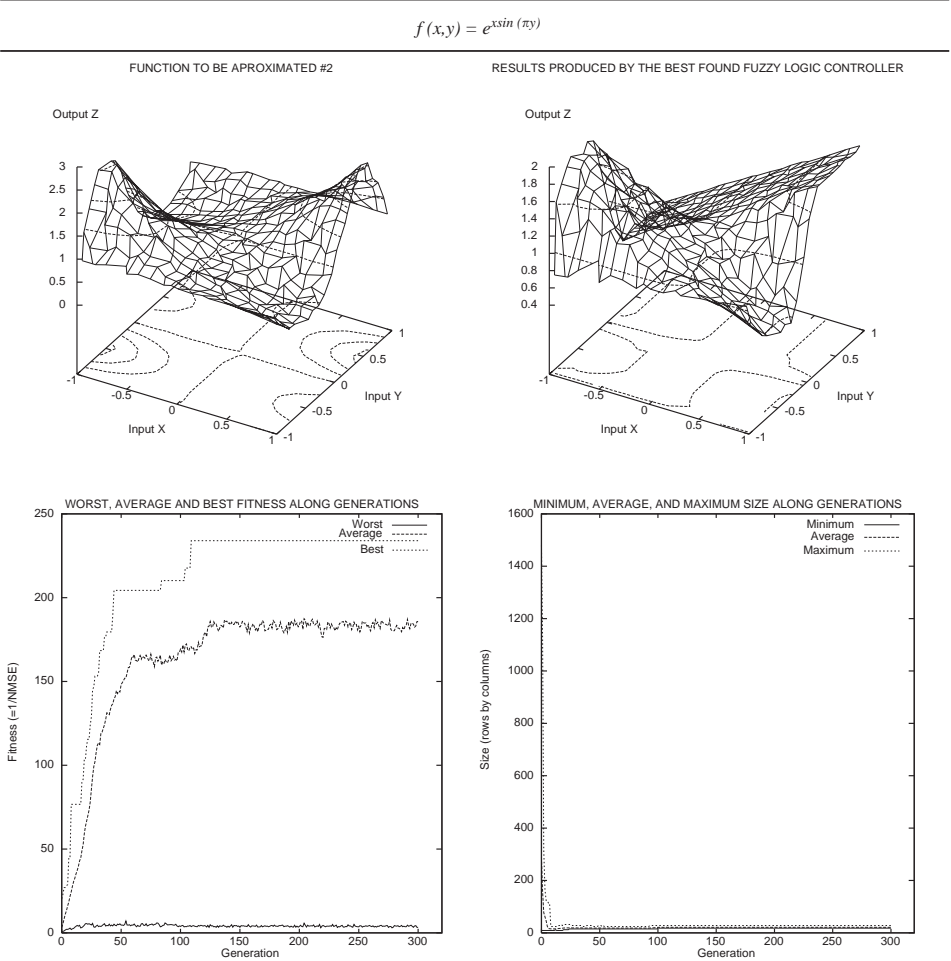 f (x,y) = e^{xsin (πy)}
FUNCTION TO BE APROXIMATED #2
Output Z
3
2.5
2
1.5
1
0.5
0
-1
-0.5
0
0.5
1
Input X
-1
-0.5
0
0.5
1
Input Y
RESULTS PRODUCED BY THE BEST FOUND FUZZY LOGIC CONTROLLER
Output Z
2
1.8
1.6
1.4
1.2
1
0.8
0.6
0.4
-1
-0.5
0
0.5
1
Input X
-1
-0.5
0
0.5
1
Input Y
WORST, AVERAGE AND BEST FITNESS ALONG GENERATIONS
Worst
Average
Best
250
200
150
100
50
0
Fitness (=1/NMSE)
0 50 100 150 200 250 300
Generation
MINIMUM, AVERAGE, AND MAXIMUM SIZE ALONG GENERATIONS
Minimum
Average
Maximum
1600
1400
1200
1000
800
600
400
200
0
Size (rows by columns)
0 50 100 150 200 250 300
Generation